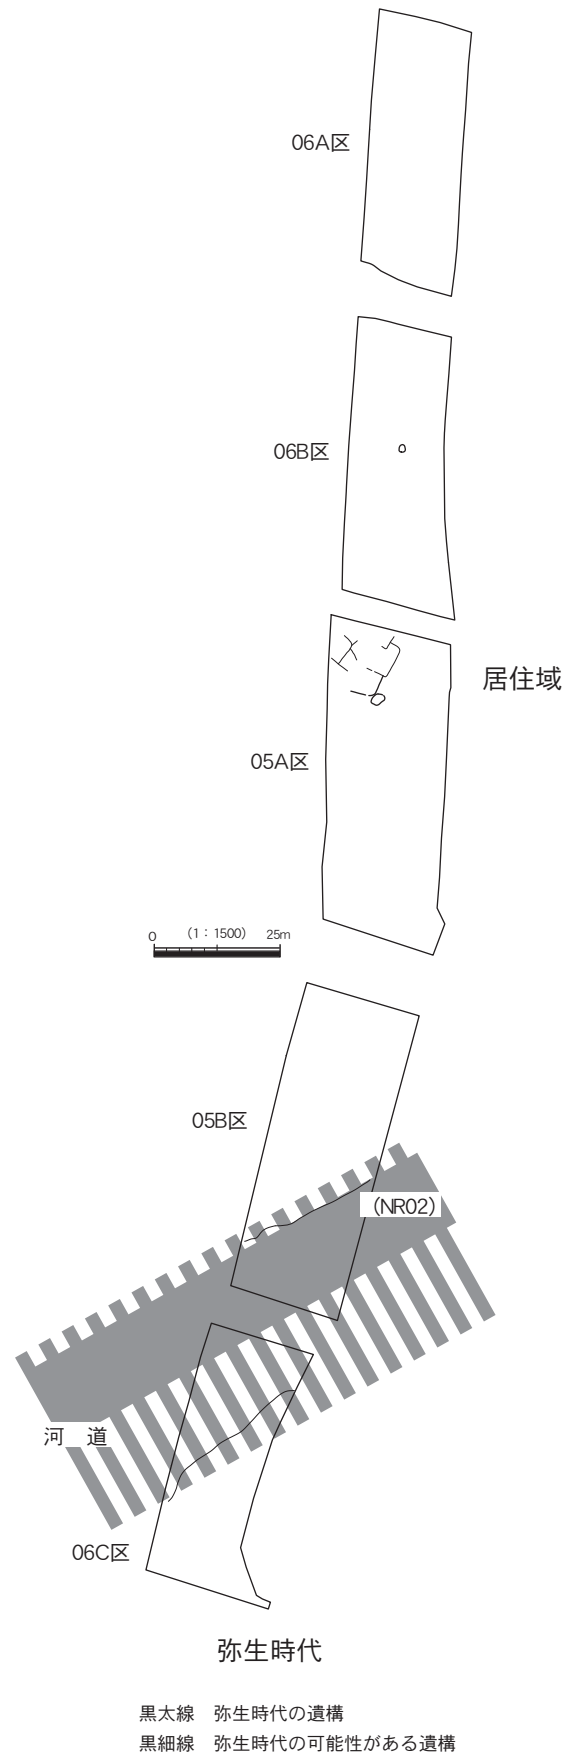 06A区
06B区
居住域
05A区
0 （1：1500） 25m
05B区
（NR02）
河　道
06C区
弥生時代
黒太線　弥生時代の遺構
黒細線　弥生時代の可能性がある遺構